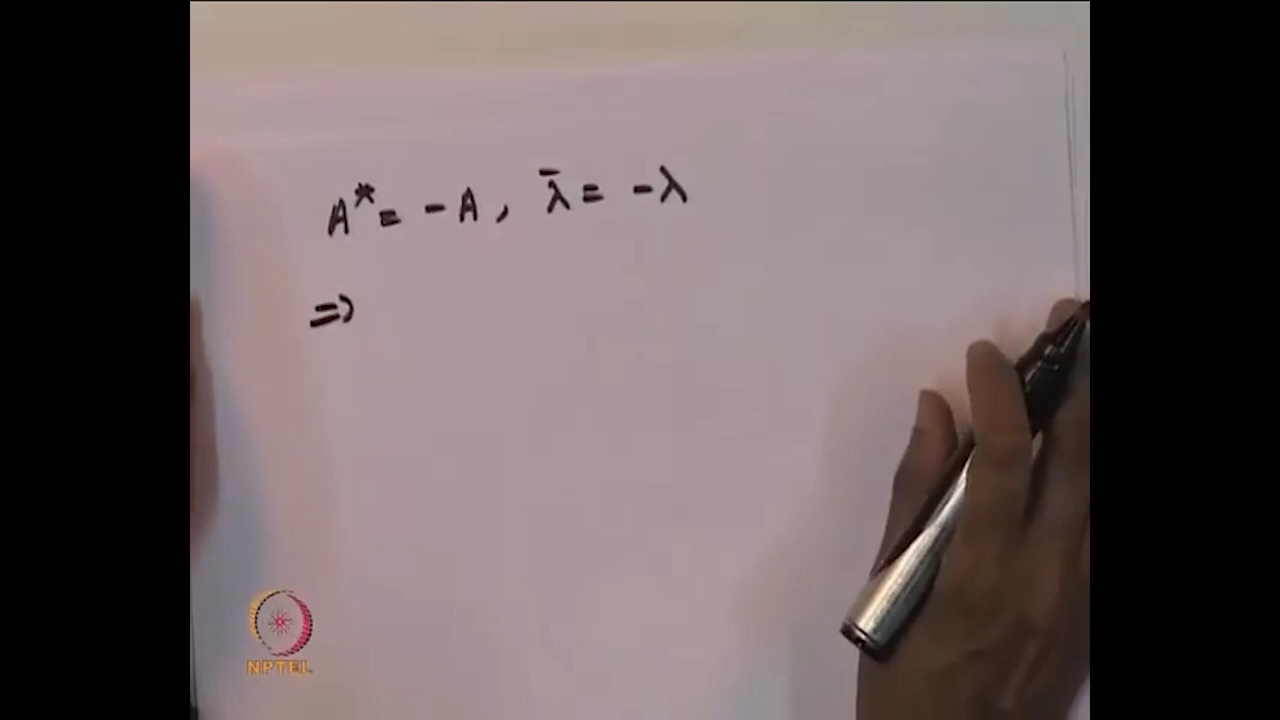 A* = -A, λ̄ = -λ
⇒
NPTEL